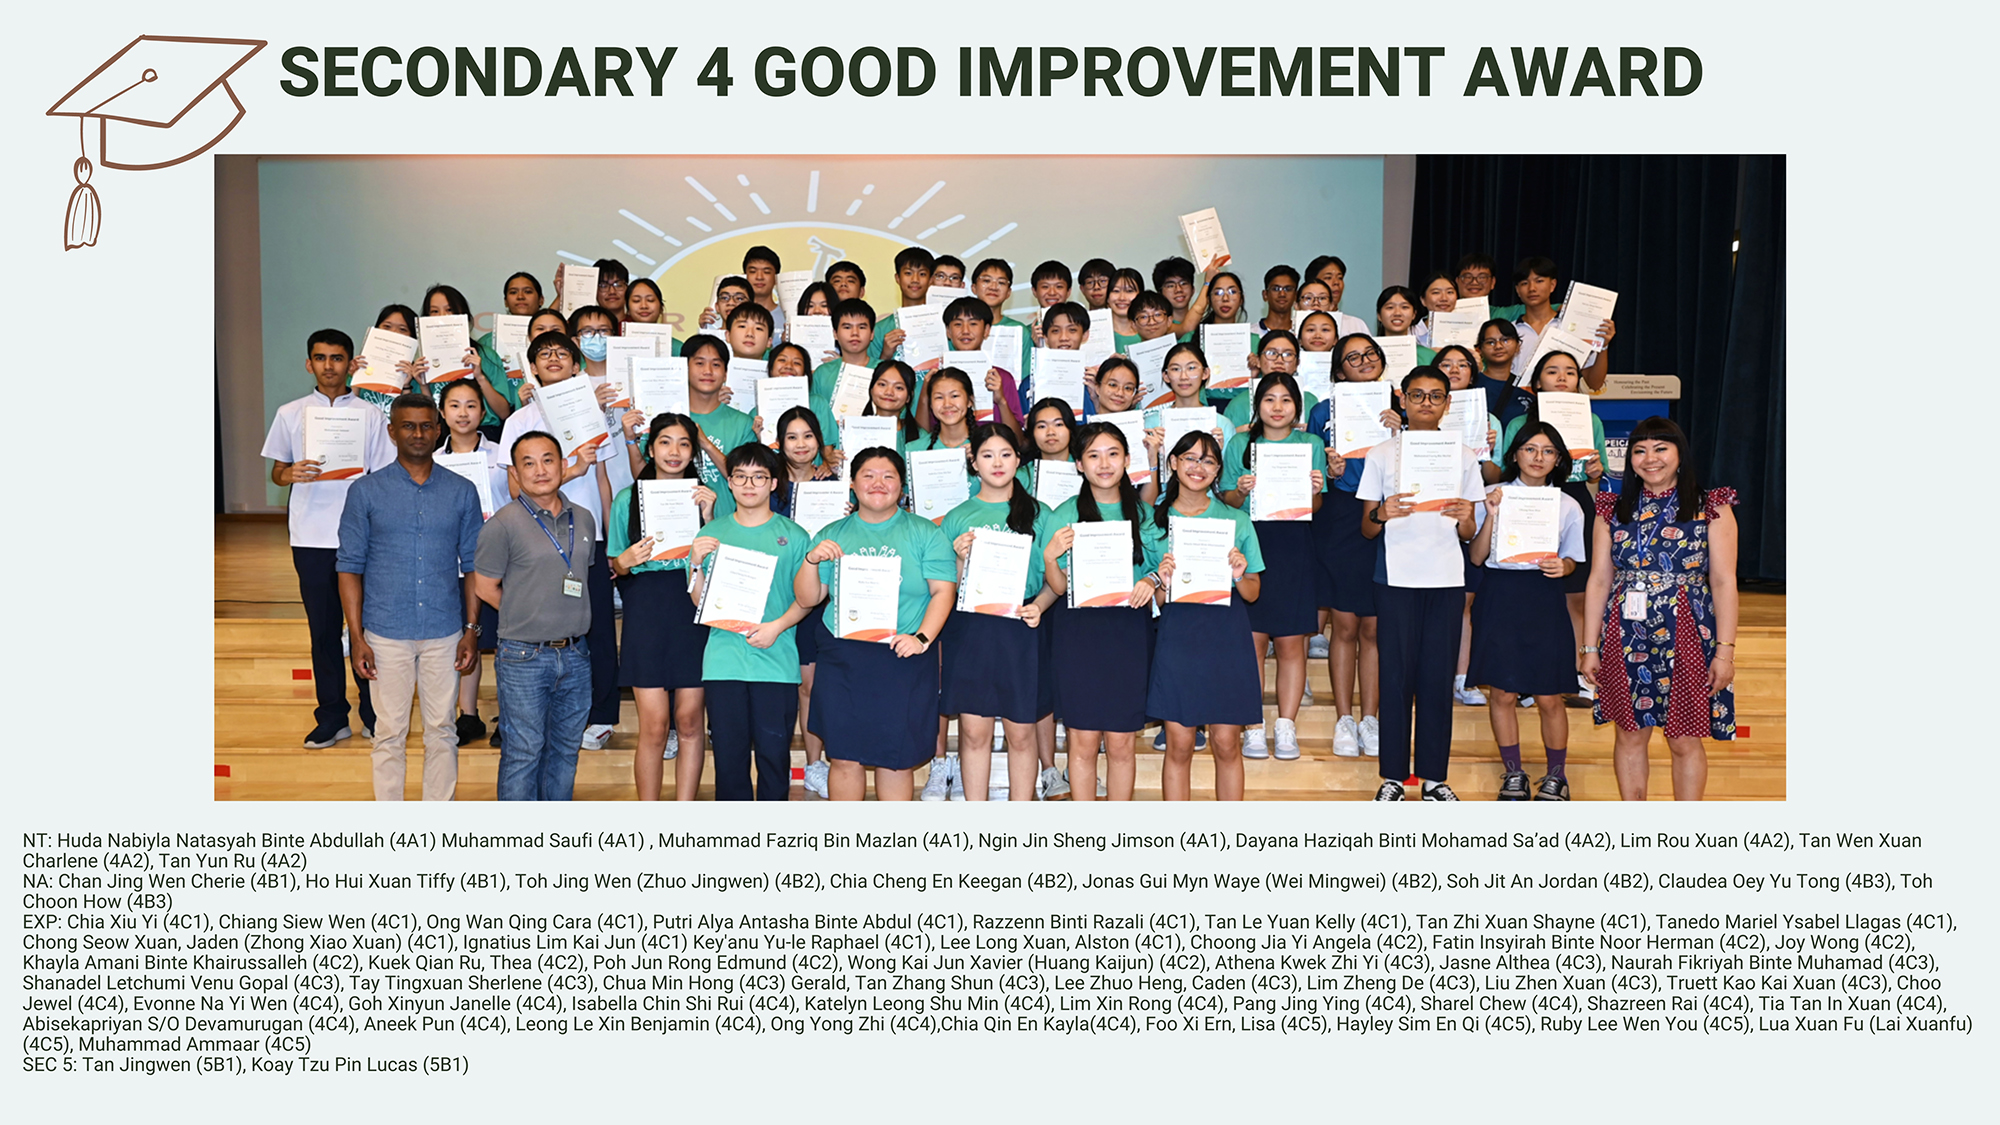 SECONDARY 4 GOOD IMPROVEMENT AWARD
Honouring the Past
Celebrating the Present
Envisioning the Future
Good Improvement Award
NT: Huda Nabiyla Natasyah Binte Abdullah (4A1) Muhammad Saufi (4A1) , Muhammad Fazriq Bin Mazlan (4A1), Ngin Jin Sheng Jimson (4A1), Dayana Haziqah Binti Mohamad Sa’ad (4A2), Lim Rou Xuan (4A2), Tan Wen Xuan
Charlene (4A2), Tan Yun Ru (4A2)
NA: Chan Jing Wen Cherie (4B1), Ho Hui Xuan Tiffy (4B1), Toh Jing Wen (Zhuo Jingwen) (4B2), Chia Cheng En Keegan (4B2), Jonas Gui Myn Waye (Wei Mingwei) (4B2), Soh Jit An Jordan (4B2), Claudea Oey Yu Tong (4B3), Toh
Choon How (4B3)
EXP: Chia Xiu Yi (4C1), Chiang Siew Wen (4C1), Ong Wan Qing Cara (4C1), Putri Alya Antasha Binte Abdul (4C1), Razzenn Binti Razali (4C1), Tan Le Yuan Kelly (4C1), Tan Zhi Xuan Shayne (4C1), Tanedo Mariel Ysabel Llagas (4C1),
Chong Seow Xuan, Jaden (Zhong Xiao Xuan) (4C1), Ignatius Lim Kai Jun (4C1) Key'anu Yu-le Raphael (4C1), Lee Long Xuan, Alston (4C1), Choong Jia Yi Angela (4C2), Fatin Insyirah Binte Noor Herman (4C2), Joy Wong (4C2),
Khayla Amani Binte Khairussalleh (4C2), Kuek Qian Ru, Thea (4C2), Poh Jun Rong Edmund (4C2), Wong Kai Jun Xavier (Huang Kaijun) (4C2), Athena Kwek Zhi Yi (4C3), Jasne Althea (4C3), Naurah Fikriyah Binte Muhamad (4C3),
Shanadel Letchumi Venu Gopal (4C3), Tay Tingxuan Sherlene (4C3), Chua Min Hong (4C3) Gerald, Tan Zhang Shun (4C3), Lee Zhuo Heng, Caden (4C3), Lim Zheng De (4C3), Liu Zhen Xuan (4C3), Truett Kao Kai Xuan (4C3), Choo
Jewel (4C4), Evonne Na Yi Wen (4C4), Goh Xinyun Janelle (4C4), Isabella Chin Shi Rui (4C4), Katelyn Leong Shu Min (4C4), Lim Xin Rong (4C4), Pang Jing Ying (4C4), Sharel Chew (4C4), Shazreen Rai (4C4), Tia Tan In Xuan (4C4),
Abisekapriyan S/O Devamurugan (4C4), Aneek Pun (4C4), Leong Le Xin Benjamin (4C4), Ong Yong Zhi (4C4),Chia Qin En Kayla(4C4), Foo Xi Ern, Lisa (4C5), Hayley Sim En Qi (4C5), Ruby Lee Wen You (4C5), Lua Xuan Fu (Lai Xuanfu)
(4C5), Muhammad Ammaar (4C5)
SEC 5: Tan Jingwen (5B1), Koay Tzu Pin Lucas (5B1)